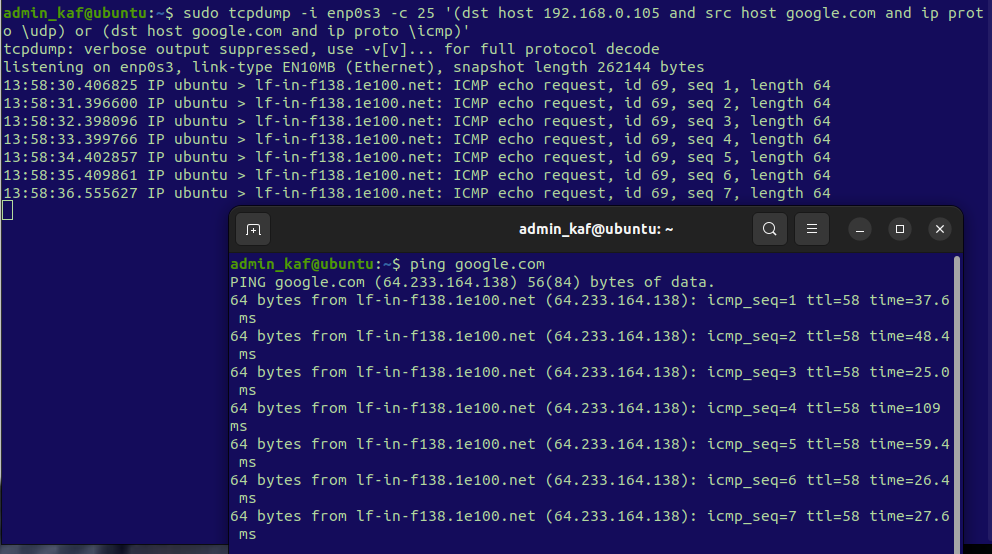 admin_kaf@ubuntu:~$ sudo tcpdump -i enp0s3 -c 25 '(dst host 192.168.0.105 and src host google.com and ip prot
o \udp) or (dst host google.com and ip proto \icmp)'
tcpdump: verbose output suppressed, use -v[v]... for full protocol decode
listening on enp0s3, link-type EN10MB (Ethernet), snapshot length 262144 bytes
13:58:30.406825 IP ubuntu > lf-in-f138.1e100.net: ICMP echo request, id 69, seq 1, length 64
13:58:31.396600 IP ubuntu > lf-in-f138.1e100.net: ICMP echo request, id 69, seq 2, length 64
13:58:32.398096 IP ubuntu > lf-in-f138.1e100.net: ICMP echo request, id 69, seq 3, length 64
13:58:33.399766 IP ubuntu > lf-in-f138.1e100.net: ICMP echo request, id 69, seq 4, length 64
13:58:34.402857 IP ubuntu > lf-in-f138.1e100.net: ICMP echo request, id 69, seq 5, length 64
13:58:35.409861 IP ubuntu > lf-in-f138.1e100.net: ICMP echo request, id 69, seq 6, length 64
13:58:36.555627 IP ubuntu > lf-in-f138.1e100.net: ICMP echo request, id 69, seq 7, length 64
admin_kaf@ubuntu: ~
admin_kaf@ubuntu:~$ ping google.com
PING google.com (64.233.164.138) 56(84) bytes of data.
64 bytes from lf-in-f138.1e100.net (64.233.164.138): icmp_seq=1 ttl=58 time=37.6
 ms
64 bytes from lf-in-f138.1e100.net (64.233.164.138): icmp_seq=2 ttl=58 time=48.4
 ms
64 bytes from lf-in-f138.1e100.net (64.233.164.138): icmp_seq=3 ttl=58 time=25.0
 ms
64 bytes from lf-in-f138.1e100.net (64.233.164.138): icmp_seq=4 ttl=58 time=109
ms
64 bytes from lf-in-f138.1e100.net (64.233.164.138): icmp_seq=5 ttl=58 time=59.4
 ms
64 bytes from lf-in-f138.1e100.net (64.233.164.138): icmp_seq=6 ttl=58 time=26.4
 ms
64 bytes from lf-in-f138.1e100.net (64.233.164.138): icmp_seq=7 ttl=58 time=27.6
 ms